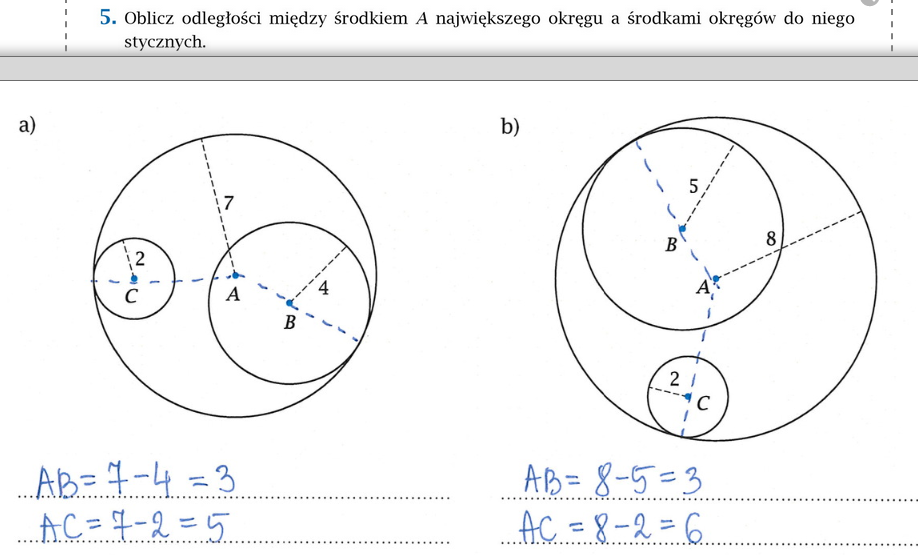 5. Oblicz odległości między środkiem A największego okręgu a środkami okręgów do niego
stycznych.
a)
7
2
C
A
4
B
AB = 7 - 4 = 3
AC = 7 - 2 = 5
b)
5
B
8
A
2
C
AB = 8 - 5 = 3
AC = 8 - 2 = 6